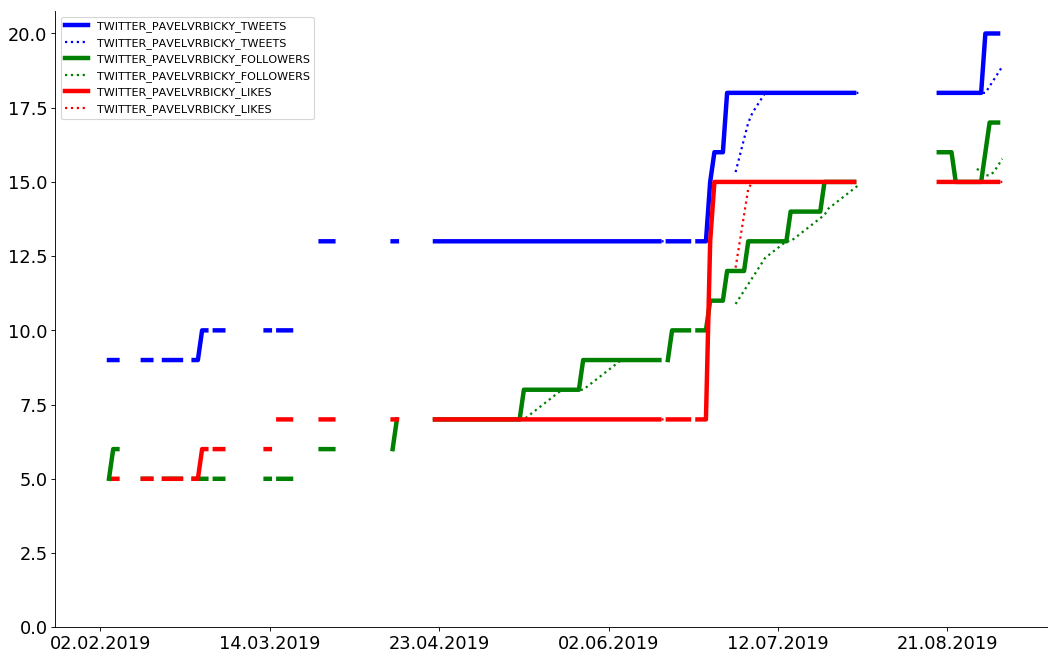 TWITTER_PAVELVRBICKY_TWEETS
TWITTER_PAVELVRBICKY_TWEETS
TWITTER_PAVELVRBICKY_FOLLOWERS
TWITTER_PAVELVRBICKY_FOLLOWERS
TWITTER_PAVELVRBICKY_LIKES
TWITTER_PAVELVRBICKY_LIKES
20.0
17.5
15.0
12.5
10.0
7.5
5.0
2.5
0.0
02.02.2019 14.03.2019 23.04.2019 02.06.2019 12.07.2019 21.08.2019